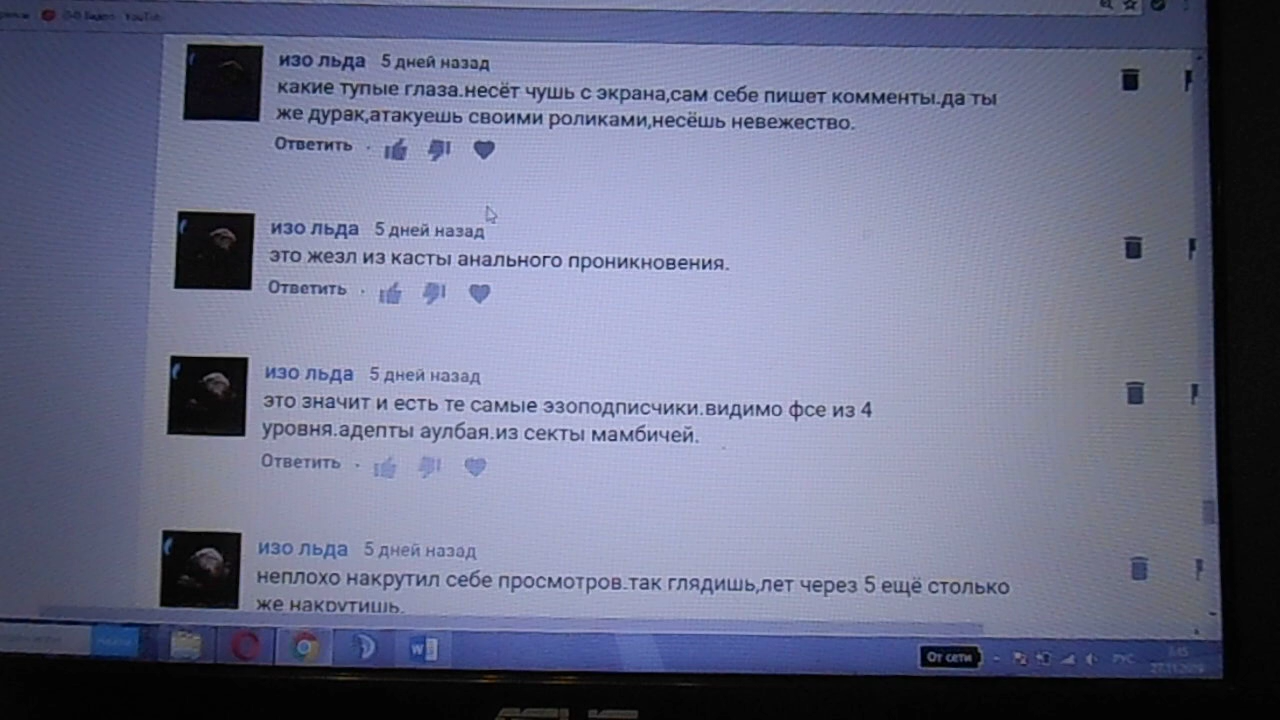 YouTube
изо льда 5 дней назад
какие тупые глаза.несёт чушь с экрана,сам себе пишет комменты.да ты
же дурак,атакуешь своими роликами,несёшь невежество.
Ответить
изо льда 5 дней назад
это жезл из касты анального проникновения.
Ответить
изо льда 5 дней назад
это значит и есть те самые эзоподписчики.видимо фсе из 4
уровня.адепты аулбая.из секты мамбичей.
Ответить
изо льда 5 дней назад
неплохо накрутил себе просмотров.так глядишь,лет через 5 ещё столько
же накрутишь.
От сети
РУС